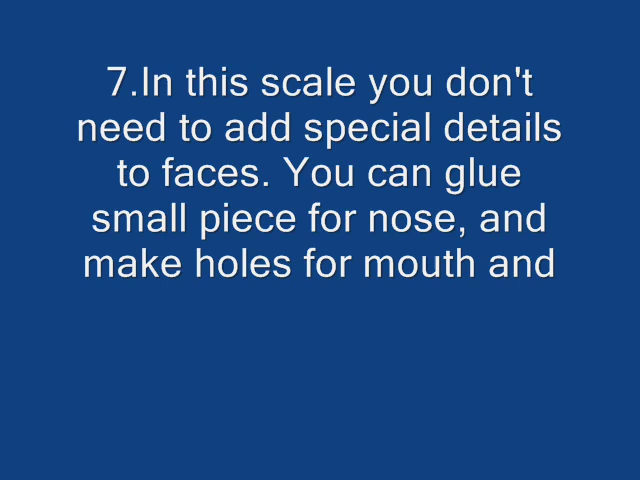 7.In this scale you don't
need to add special details
to faces. You can glue
small piece for nose, and
make holes for mouth and